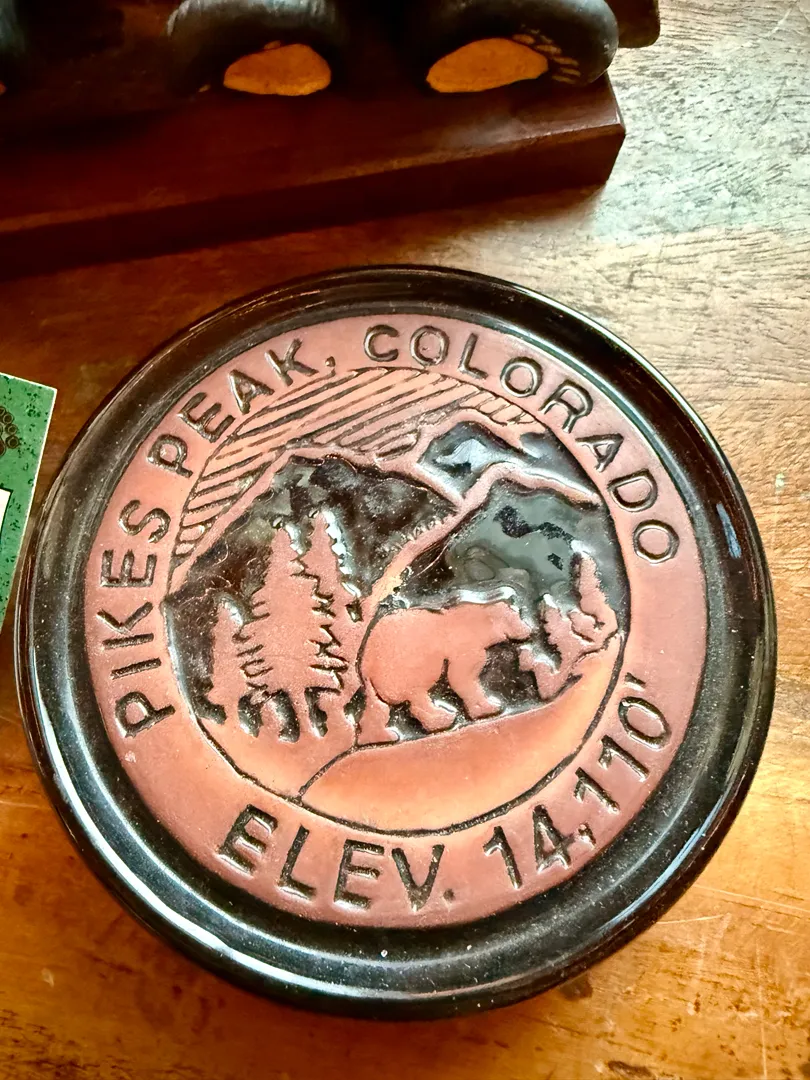 PIKES PEAK, COLORADO
ELEV. 14,110'